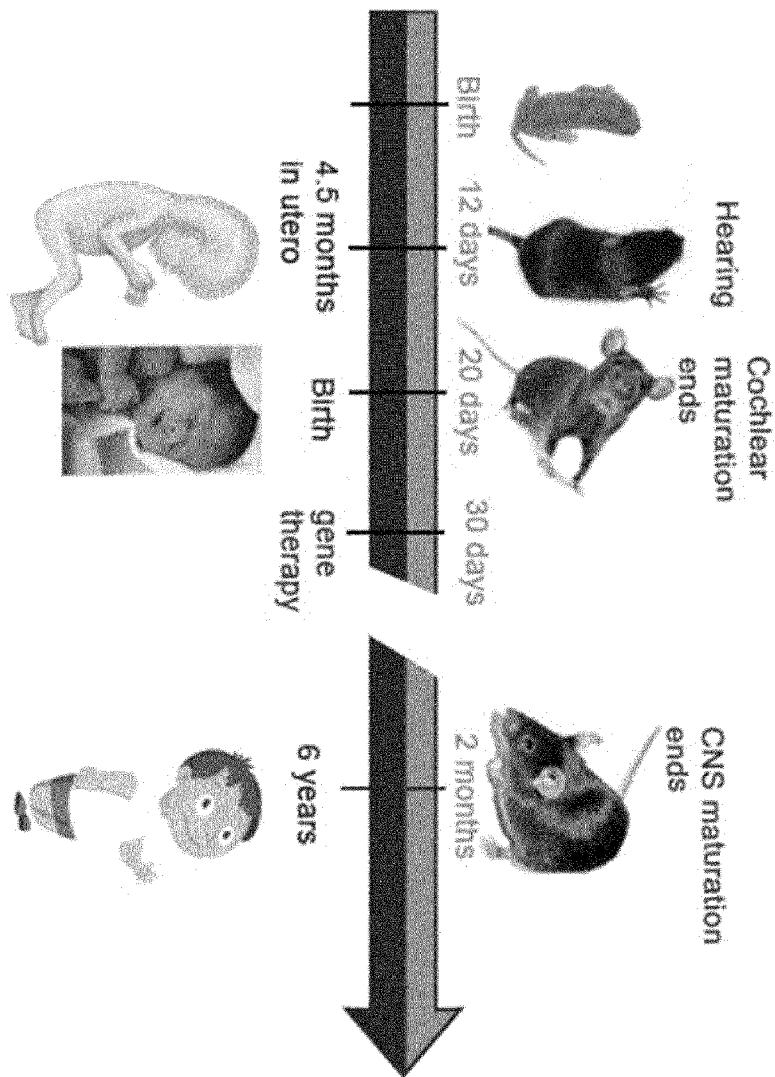 Hearing
Cochlear
maturation
ends
CNS maturation
ends
Birth
12 days
20 days
30 days
2 months
4.5 months
in utero
Birth
gene
therapy
6 years